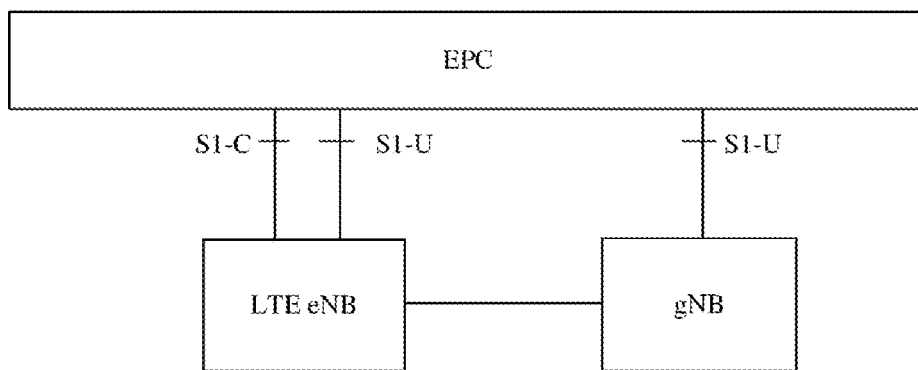 EPC
S1-C
S1-U
S1-U
LTE eNB
gNB